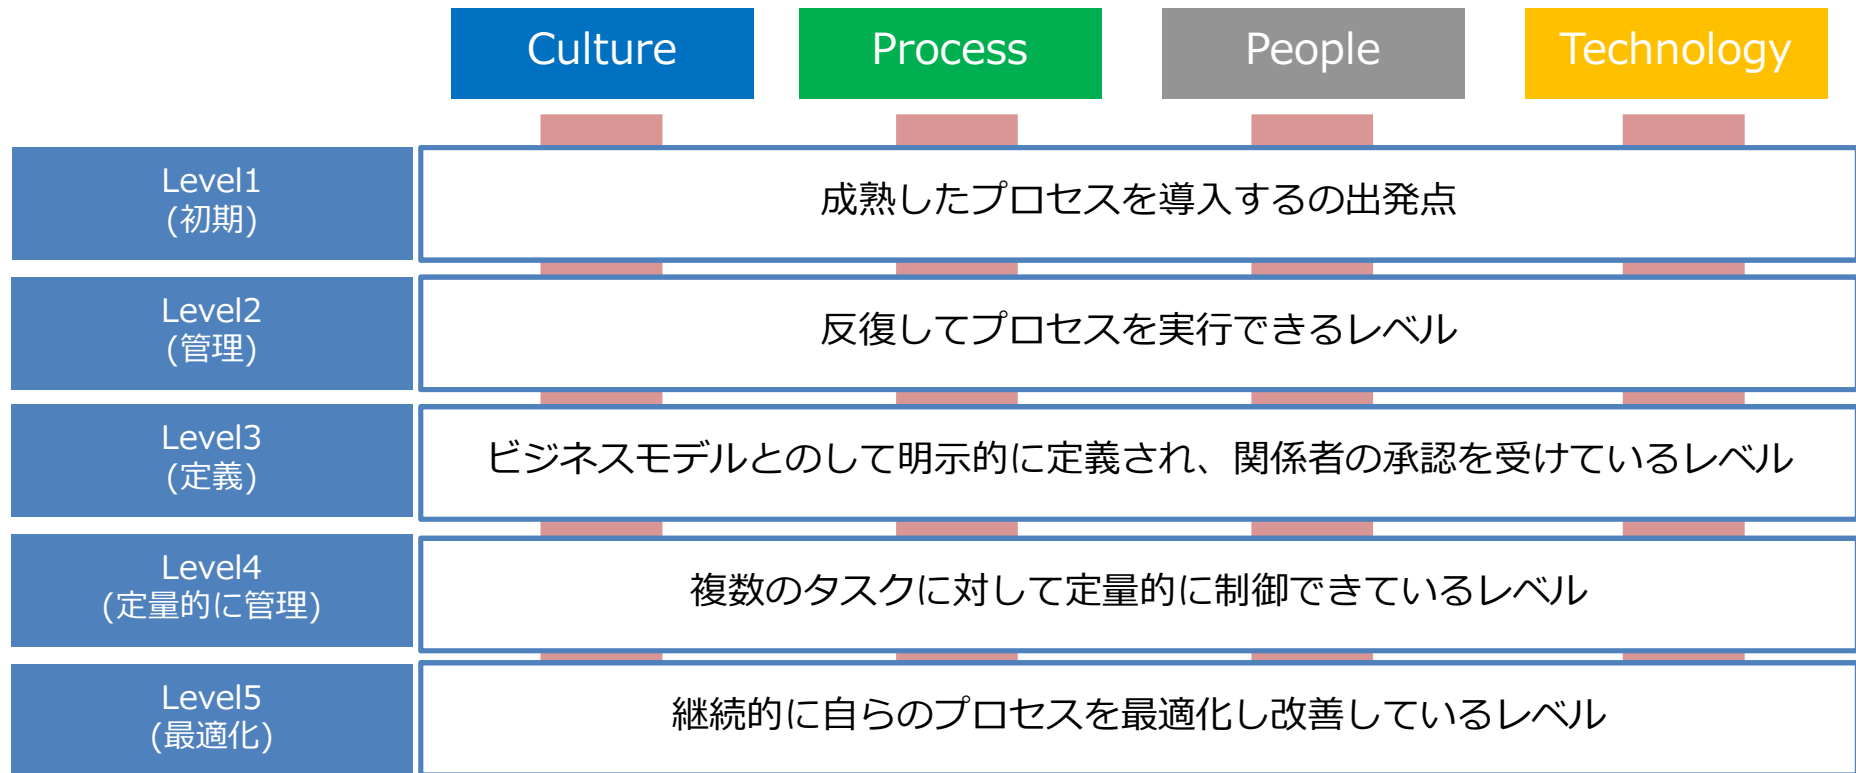 Culture
Process
People
Technology
Level1
(初期)
成熟したプロセスを導入するの出発点
Level2
(管理)
反復してプロセスを実行できるレベル
Level3
(定義)
ビジネスモデルとのして明示的に定義され、関係者の承認を受けているレベル
Level4
(定量的に管理)
複数のタスクに対して定量的に制御できているレベル
Level5
(最適化)
継続的に自らのプロセスを最適化し改善しているレベル